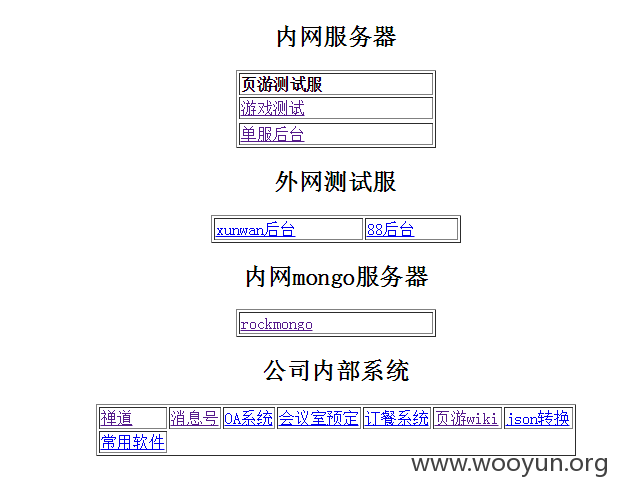 内网服务器
页游测试服
游戏测试
单服后台
外网测试服
xunwan后台 88后台
内网mongo服务器
rockmongo
公司内部系统
禅道 消息号 OA系统 会议室预定 订餐系统 页游wiki json转换
常用软件
www.wooyun.org